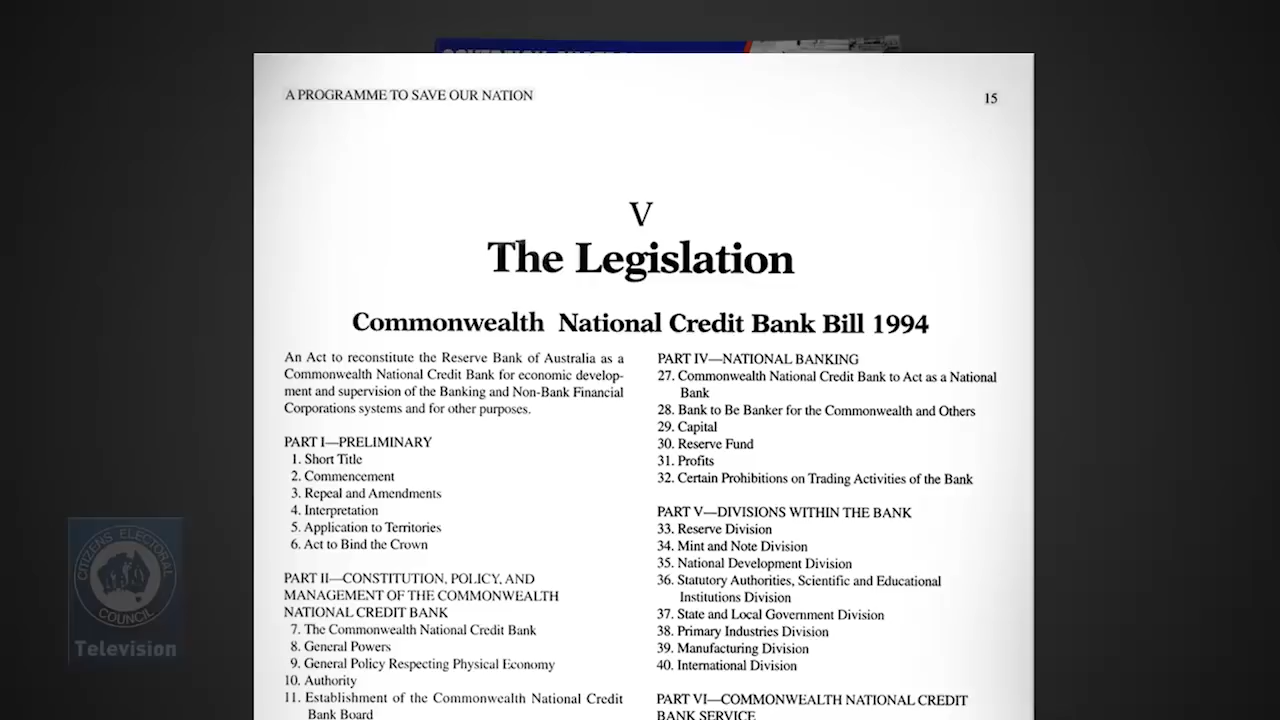 A PROGRAMME TO SAVE OUR NATION
15
V
The Legislation
Commonwealth National Credit Bank Bill 1994
An Act to reconstitute the Reserve Bank of Australia as a
Commonwealth National Credit Bank for economic develop-
ment and supervision of the Banking and Non-Bank Financial
Corporations systems and for other purposes.
PART I—PRELIMINARY
1. Short Title
2. Commencement
3. Repeal and Amendments
4. Interpretation
5. Application to Territories
6. Act to Bind the Crown
PART II—CONSTITUTION, POLICY, AND
MANAGEMENT OF THE COMMONWEALTH
NATIONAL CREDIT BANK
7. The Commonwealth National Credit Bank
8. General Powers
9. General Policy Respecting Physical Economy
10. Authority
11. Establishment of the Commonwealth National Credit
Bank Board
PART IV—NATIONAL BANKING
27. Commonwealth National Credit Bank to Act as a National
Bank
28. Bank to Be Banker for the Commonwealth and Others
29. Capital
30. Reserve Fund
31. Profits
32. Certain Prohibitions on Trading Activities of the Bank
PART V—DIVISIONS WITHIN THE BANK
33. Reserve Division
34. Mint and Note Division
35. National Development Division
36. Statutory Authorities, Scientific and Educational
Institutions Division
37. State and Local Government Division
38. Primary Industries Division
39. Manufacturing Division
40. International Division
PART VI—COMMONWEALTH NATIONAL CREDIT
BANK SERVICE
CITIZENS ELECTORAL
COUNCIL
Television